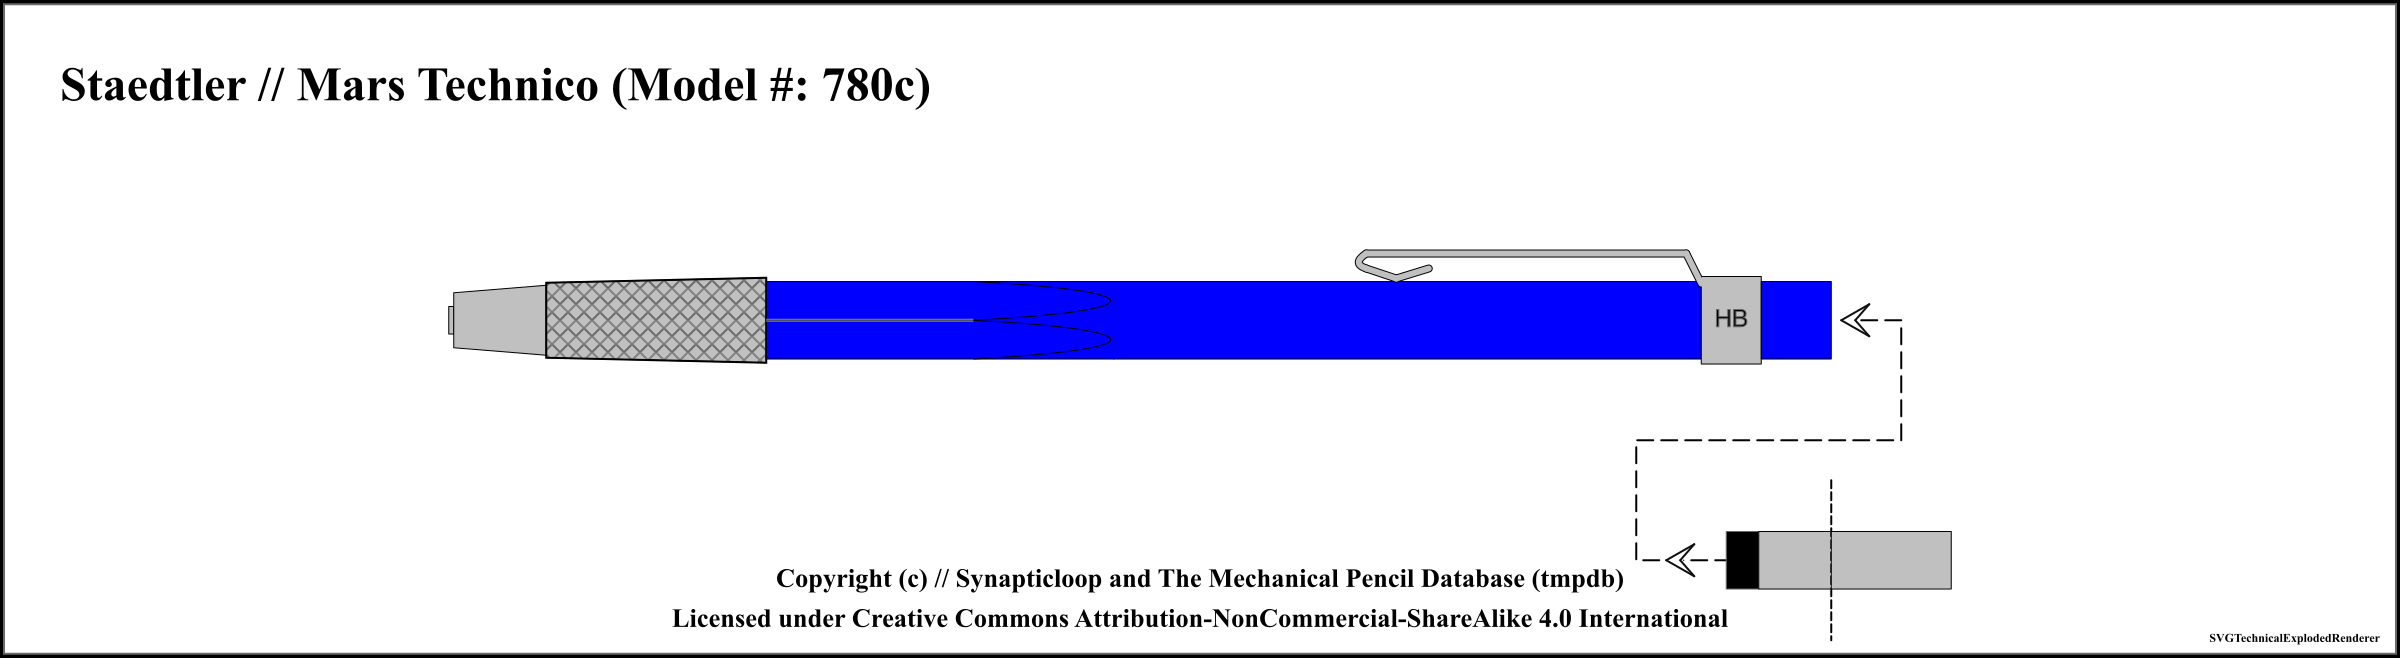 Staedtler // Mars Technico (Model #: 780c)
HB
Copyright (c) // Synapticloop and The Mechanical Pencil Database (tmpdb)
Licensed under Creative Commons Attribution-NonCommercial-ShareAlike 4.0 International
SVGTechnicalExplodedRenderer